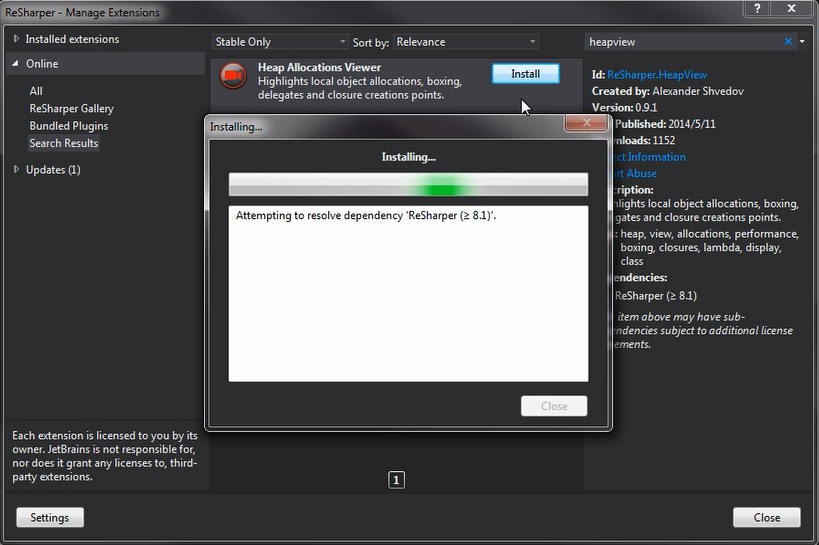 ReSharper - Manage Extensions
?
X
Installed extensions
Online
All
ReSharper Gallery
Bundled Plugins
Search Results
Updates (1)
Each extension is licensed to you by its
owner. JetBrains is not responsible for,
nor does it grant any licenses to, third-
party extensions.
Settings
Stable Only
Sort by: Relevance
Heap Allocations Viewer
Highlights local object allocations, boxing,
delegates and closure creations points.
Install
Installing...
Installing...
Attempting to resolve dependency 'ReSharper (≥ 8.1)'.
Close
1
heapview
Id: ReSharper.HeapView
Created by: Alexander Shvedov
Version: 0.9.1
Published: 2014/5/11
wnloads: 1152
ect Information
ort Abuse
cription:
hlights local object allocations, boxing,
gates and closure creations points.
: heap, view, allocations, performance,
boxing, closures, lambda, display,
class
endencies:
ReSharper (≥ 8.1)
item above may have sub-
endencies subject to additional license
ements.
Close